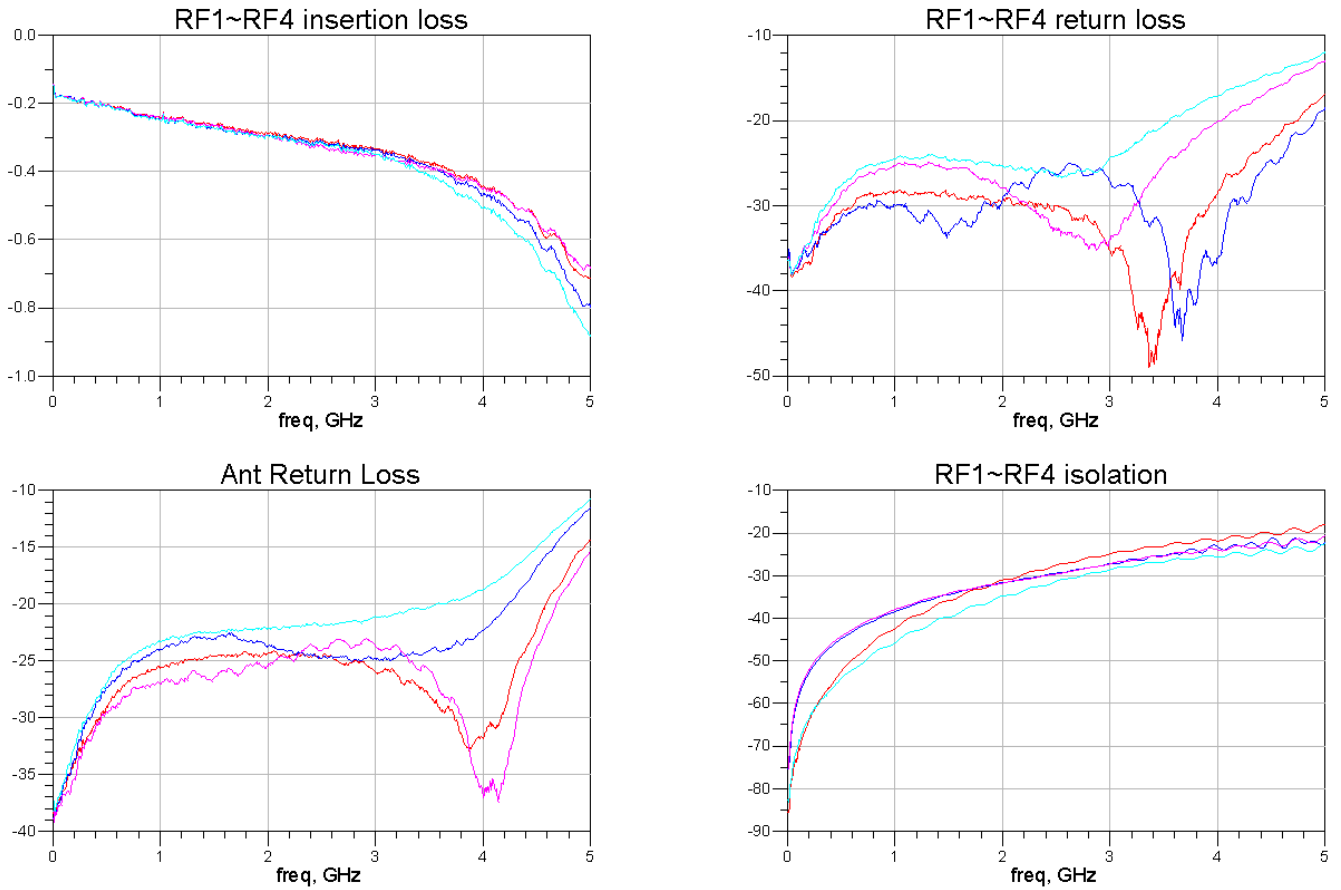 RF1~RF4 insertion loss
0.0
-0.2
-0.4
-0.6
-0.8
-1.0
0 1 2 3 4 5
freq, GHz
RF1~RF4 return loss
-10
-20
-30
-40
-50
0 1 2 3 4 5
freq, GHz
Ant Return Loss
-10
-15
-20
-25
-30
-35
-40
0 1 2 3 4 5
freq, GHz
RF1~RF4 isolation
-10
-20
-30
-40
-50
-60
-70
-80
-90
0 1 2 3 4 5
freq, GHz